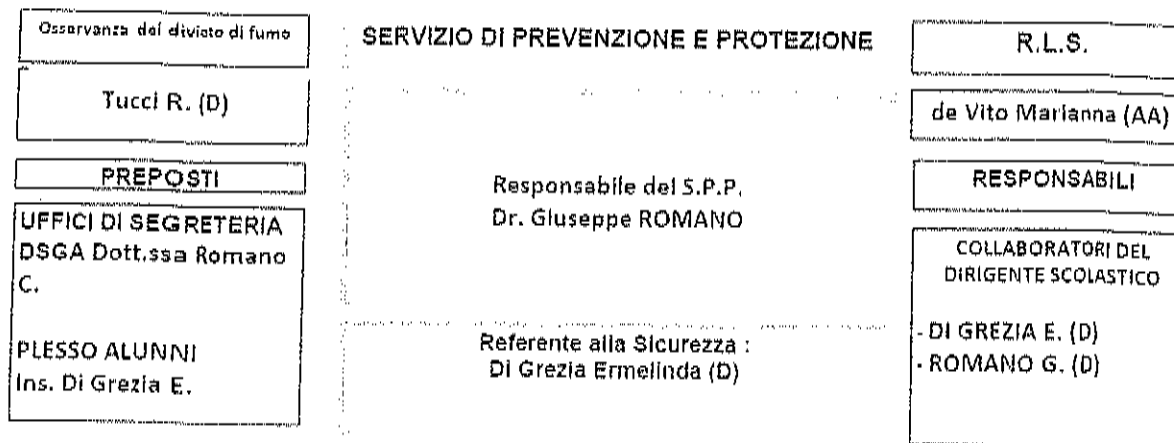 Osservanza del divieto di fumo
Tucci R. (D)
PREPOSTI
UFFICI DI SEGRETERIA
DSGA Dott.ssa Romano
C.
PLESSO ALUNNI
Ins. Di Grezia E.
SERVIZIO DI PREVENZIONE E PROTEZIONE
Responsabile del S.P.P.
Dr. Giuseppe ROMANO
Referente alla Sicurezza :
Di Grezia Ermelinda (D)
R.L.S.
de Vito Marianna (AA)
RESPONSABILI
COLLABORATORI DEL
DIRIGENTE SCOLASTICO
- DI GREZIA E. (D)
- ROMANO G. (D)